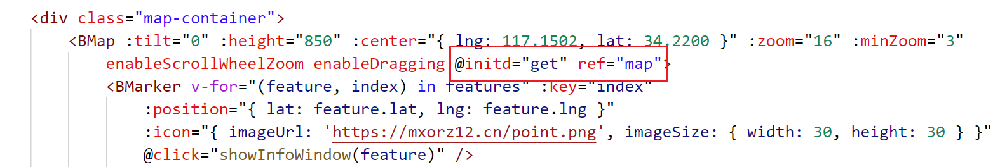 <div class="map-container">
<BMap :tilt="0" :height="850" :center="{ lng: 117.1502, lat: 34.2200 }" :zoom="16" :minZoom="3"
enableScrollWheelZoom enableDragging @initd="get" ref="map">
<BMarker v-for="(feature, index) in features" :key="index"
:position="{ lat: feature.lat, lng: feature.lng }"
:icon="{ imageUrl: 'https://mxorz12.cn/point.png', imageSize: { width: 30, height: 30 } }"
@click="showInfoWindow(feature)" />